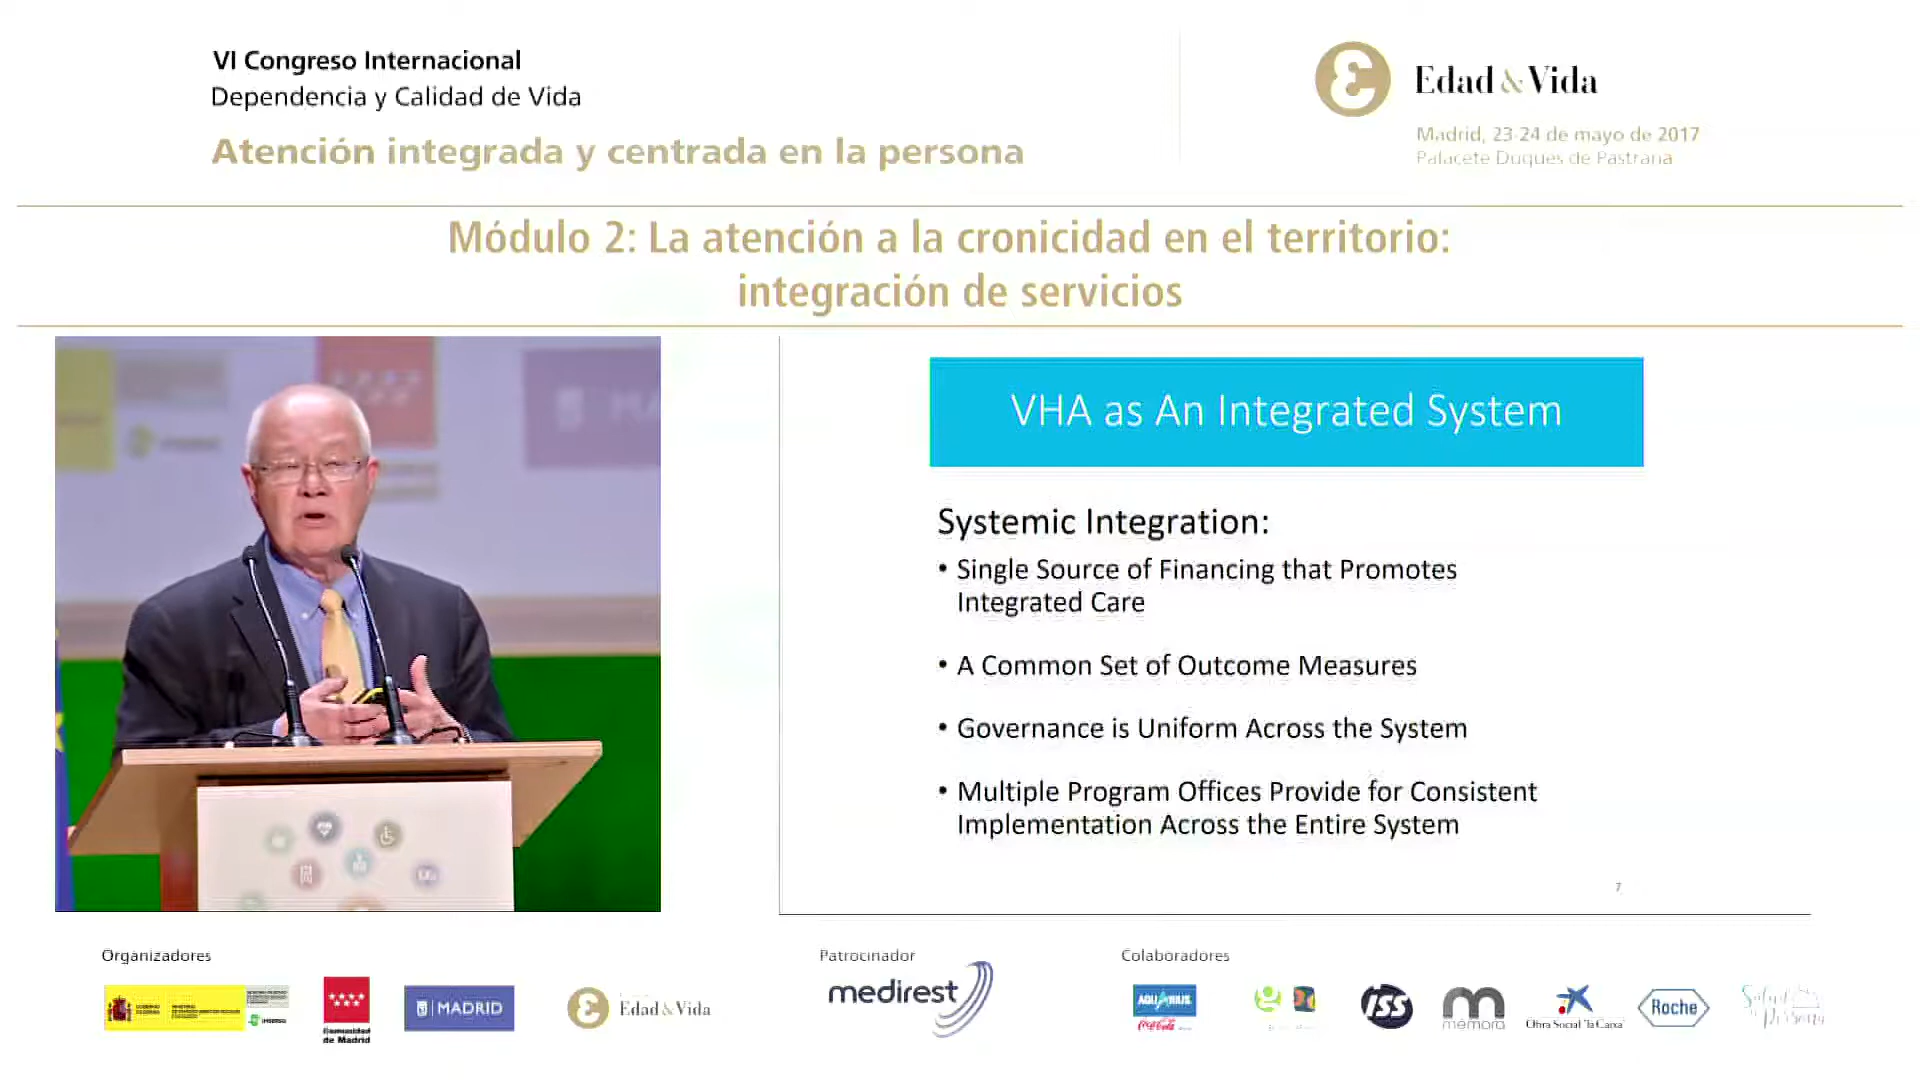 VI Congreso Internacional
Dependencia y Calidad de Vida
Atención integrada y centrada en la persona
Edad & Vida
Madrid, 23-24 de mayo de 2017
Palacete Duques de Pastrana
Módulo 2: La atención a la cronicidad en el territorio:
integración de servicios
VHA as An Integrated System
Systemic Integration:
• Single Source of Financing that Promotes
Integrated Care
• A Common Set of Outcome Measures
• Governance is Uniform Across the System
• Multiple Program Offices Provide for Consistent
Implementation Across the Entire System
7
Organizadores
Patrocinador
Colaboradores
Comunidad
de Madrid
MADRID
Edad & Vida
medirest
AQUARIUS
Coca-Cola
ISS
mémora
Obra Social "la Caixa"
Roche